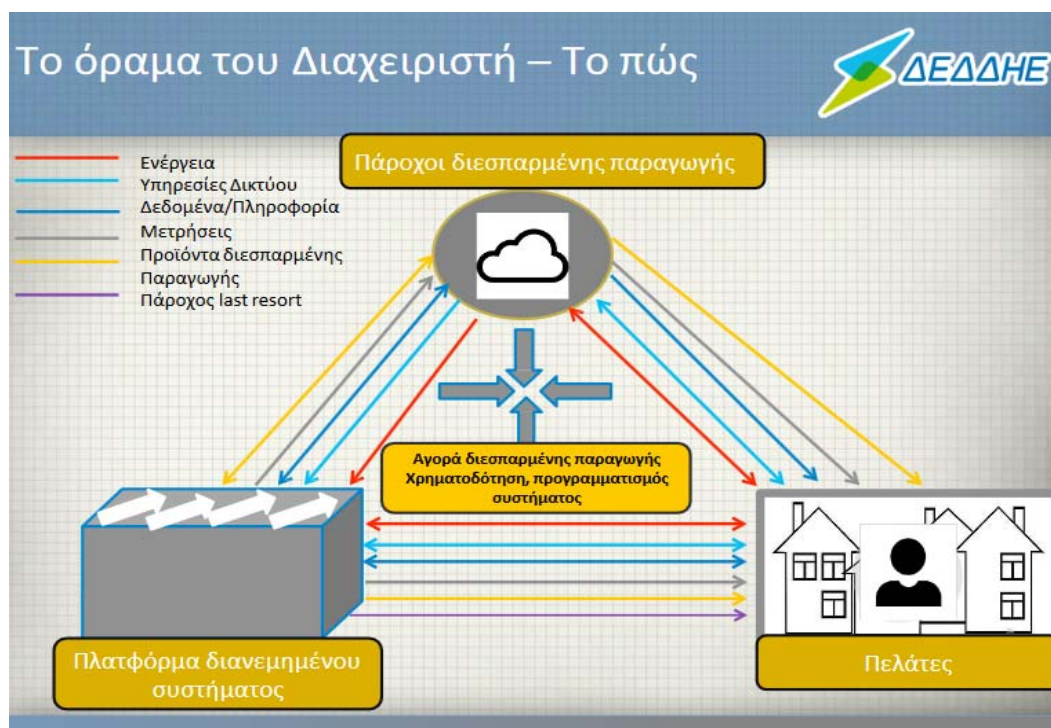 Το όραμα του Διαχειριστή – Το πώς
ΔΕΔΔΗΕ
Πάροχοι διεσπαρμένης παραγωγής
Ενέργεια
Υπηρεσίες Δικτύου
Δεδομένα/Πληροφορία
Μετρήσεις
Προϊόντα διεσπαρμένης
Παραγωγής
Πάροχος last resort
Αγορά διεσπαρμένης παραγωγής
Χρηματοδότηση, προγραμματισμός
συστήματος
Πλατφόρμα διανεμημένου
συστήματος
Πελάτες